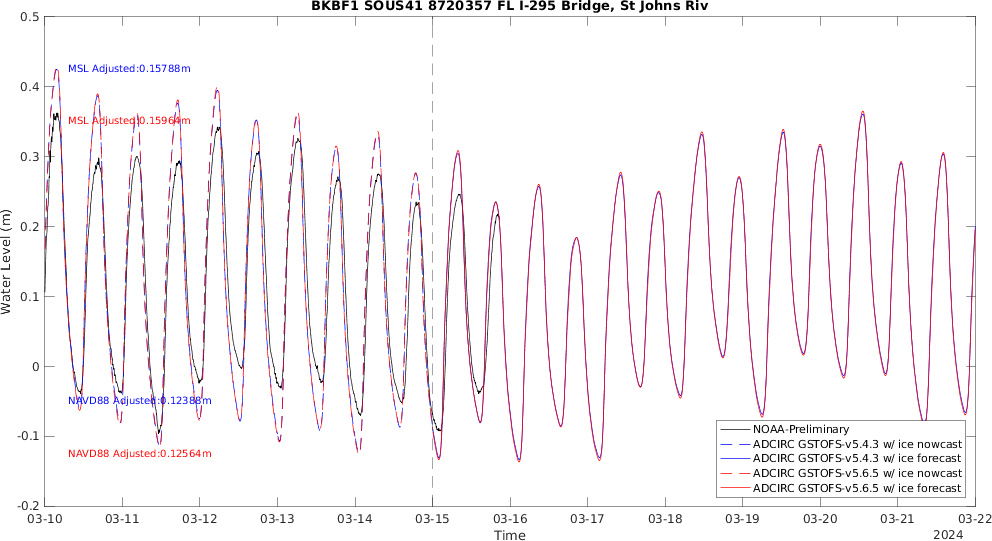 BKBF1 SOUS41 8720357 FL I-295 Bridge, St Johns Riv
0.5
0.4
0.3
0.2
0.1
0
-0.1
-0.2
Water Level (m)
MSL Adjusted:0.15788m
MSL Adjusted:0.15964m
NAVD88 Adjusted:0.12388m
NAVD88 Adjusted:0.12564m
NOAA-Preliminary
ADCIRC GSTOFS-v5.4.3 w/ ice nowcast
ADCIRC GSTOFS-v5.4.3 w/ ice forecast
ADCIRC GSTOFS-v5.6.5 w/ ice nowcast
ADCIRC GSTOFS-v5.6.5 w/ ice forecast
03-10 03-11 03-12 03-13 03-14 03-15 03-16 03-17 03-18 03-19 03-20 03-21 03-22
Time
2024